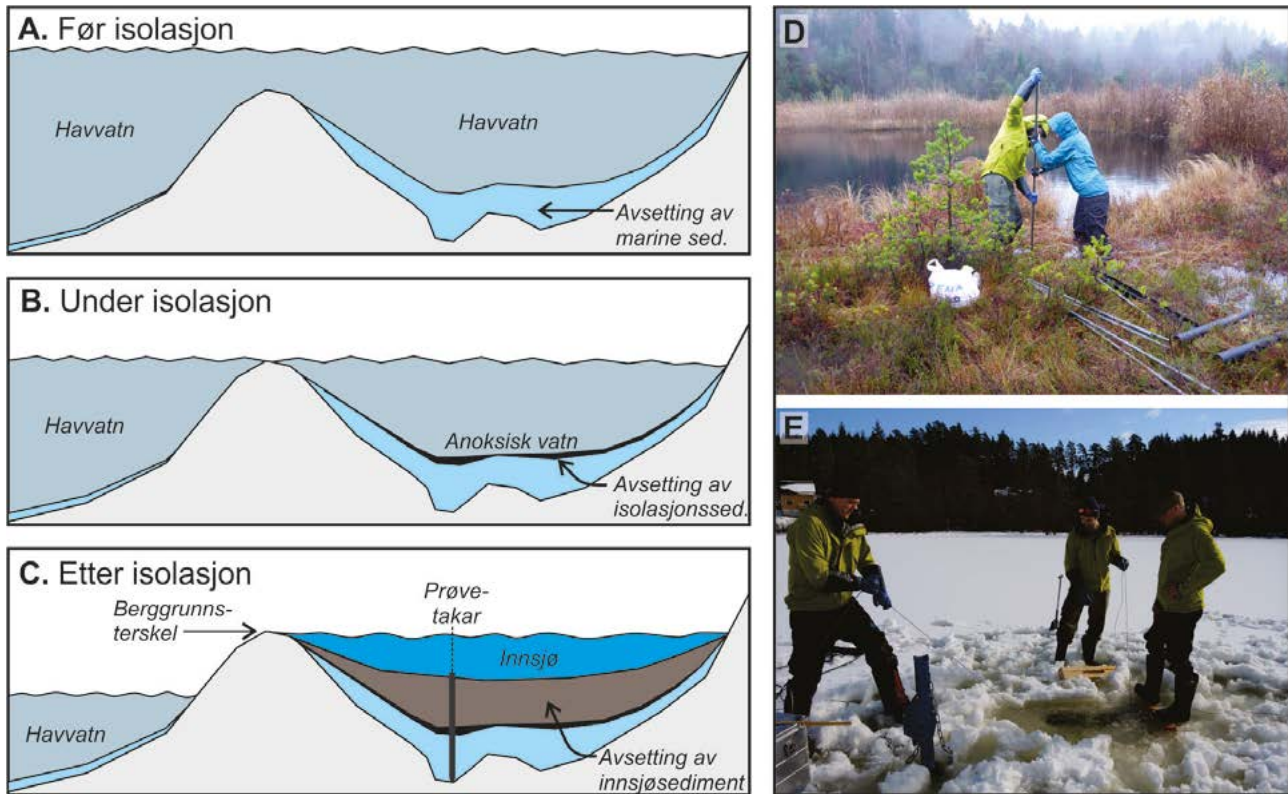 A. Før isolasjon
Havvatn
Havvatn
Avsetting av
marine sed.
B. Under isolasjon
Havvatn
Anoksisk vatn
Avsetting av
isolasjonssed.
C. Etter isolasjon
Berggrunns-
terskel
Prøve-
takar
Innsjø
Havvatn
Avsetting av
innsjøsediment
D
E